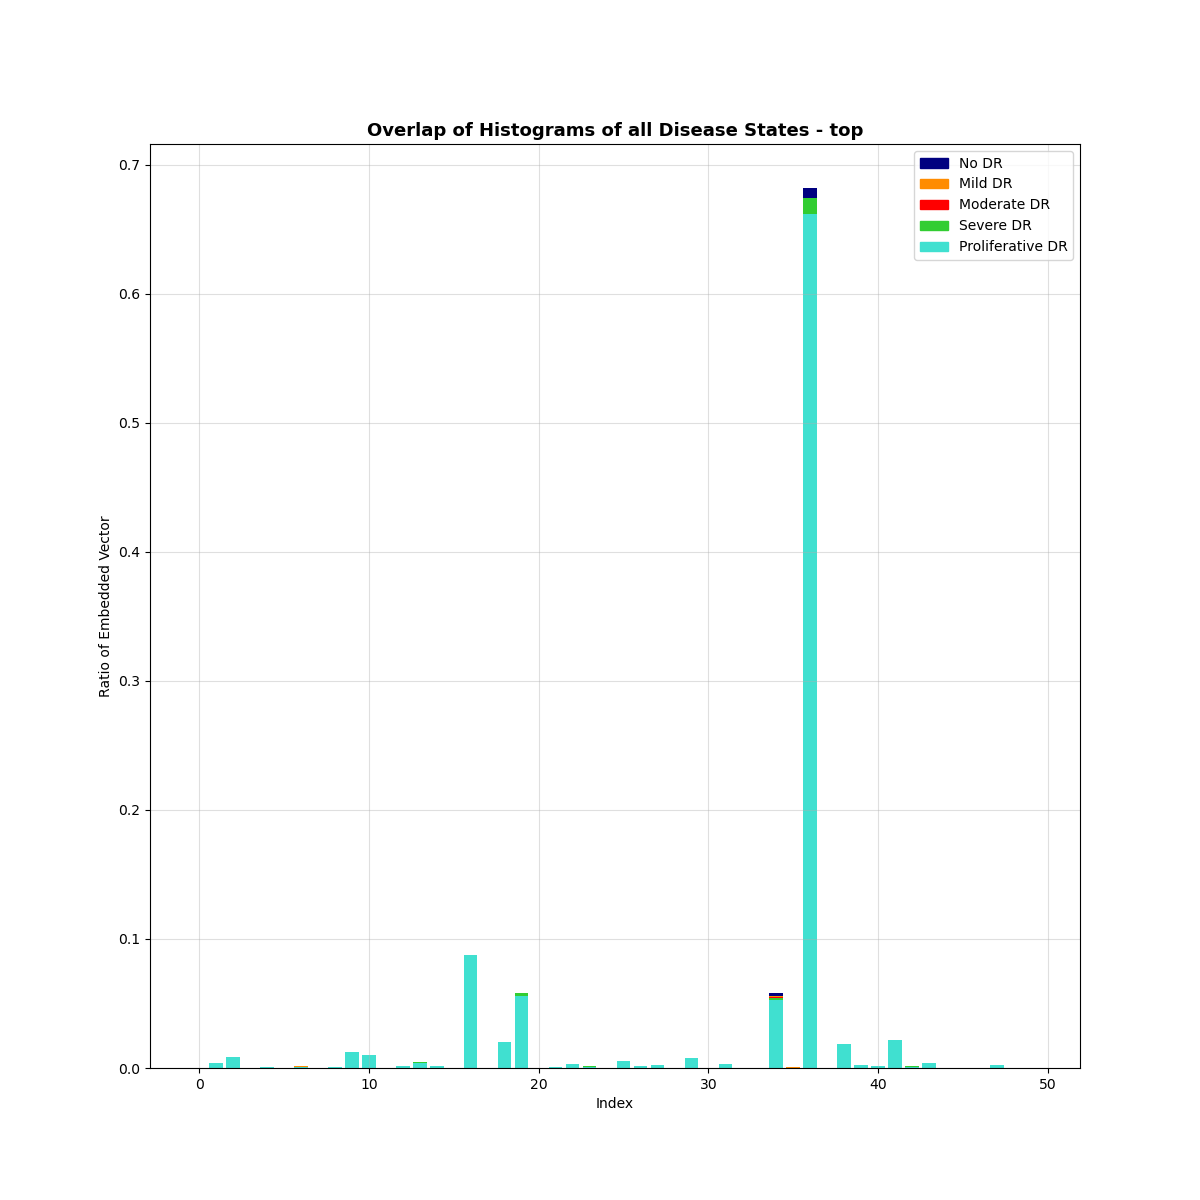 Overlap of Histograms of all Disease States - top
No DR
Mild DR
Moderate DR
Severe DR
Proliferative DR
0.7
0.6
0.5
0.4
0.3
0.2
0.1
0.0
Ratio of Embedded Vector
0 10 20 30 40 50
Index